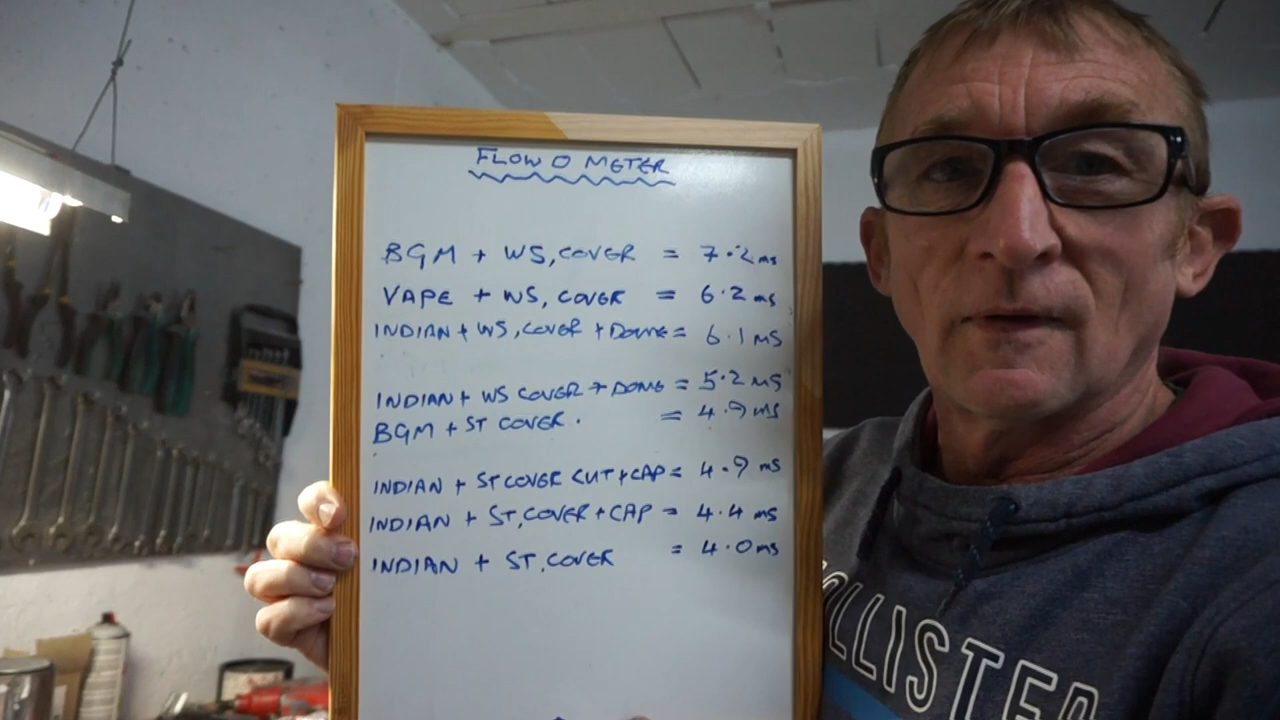 FLOW O METER
BGM + WS, COVER = 7.2 ms
VAPE + WS, COVER = 6.2 ms
INDIAN + WS, COVER + DOME = 6.1 MS
INDIAN + WS COVER + DOME = 5.2 MS
BGM + ST COVER. = 4.9 MS
INDIAN + ST COVER CUT + CAP = 4.9 MS
INDIAN + ST, COVER + CAP = 4.4 MS
INDIAN + ST, COVER = 4.0 MS